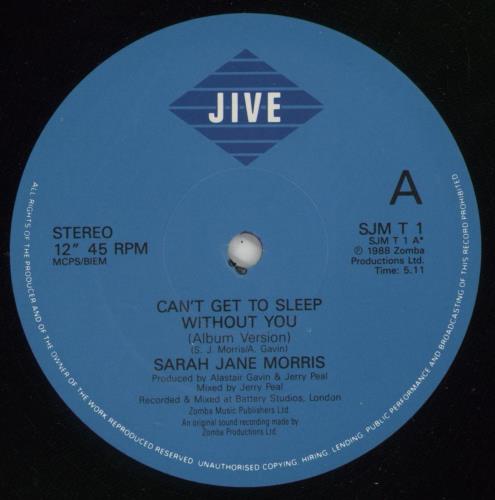 JIVE
A
STEREO
12" 45 RPM
MCPS/BIEM
SJM T 1
SJM T 1 A*
℗ 1988 Zomba
Productions Ltd.
Time: 5.11
CAN'T GET TO SLEEP
WITHOUT YOU
(Album Version)
(S. J. Morris/A. Gavin)
SARAH JANE MORRIS
Produced by Alastair Gavin & Jerry Peal
Mixed by Jerry Peal
Recorded & Mixed at Battery Studios, London
Zomba Music Publishers Ltd.
An original sound recording made by
Zomba Productions Ltd.
ALL RIGHTS OF THE PRODUCER AND OF THE OWNER OF THE WORK REPRODUCED RESERVED. UNAUTHORISED COPYING, HIRING, LENDING, PUBLIC PERFORMANCE AND BROADCASTING OF THIS RECORD PROHIBITED